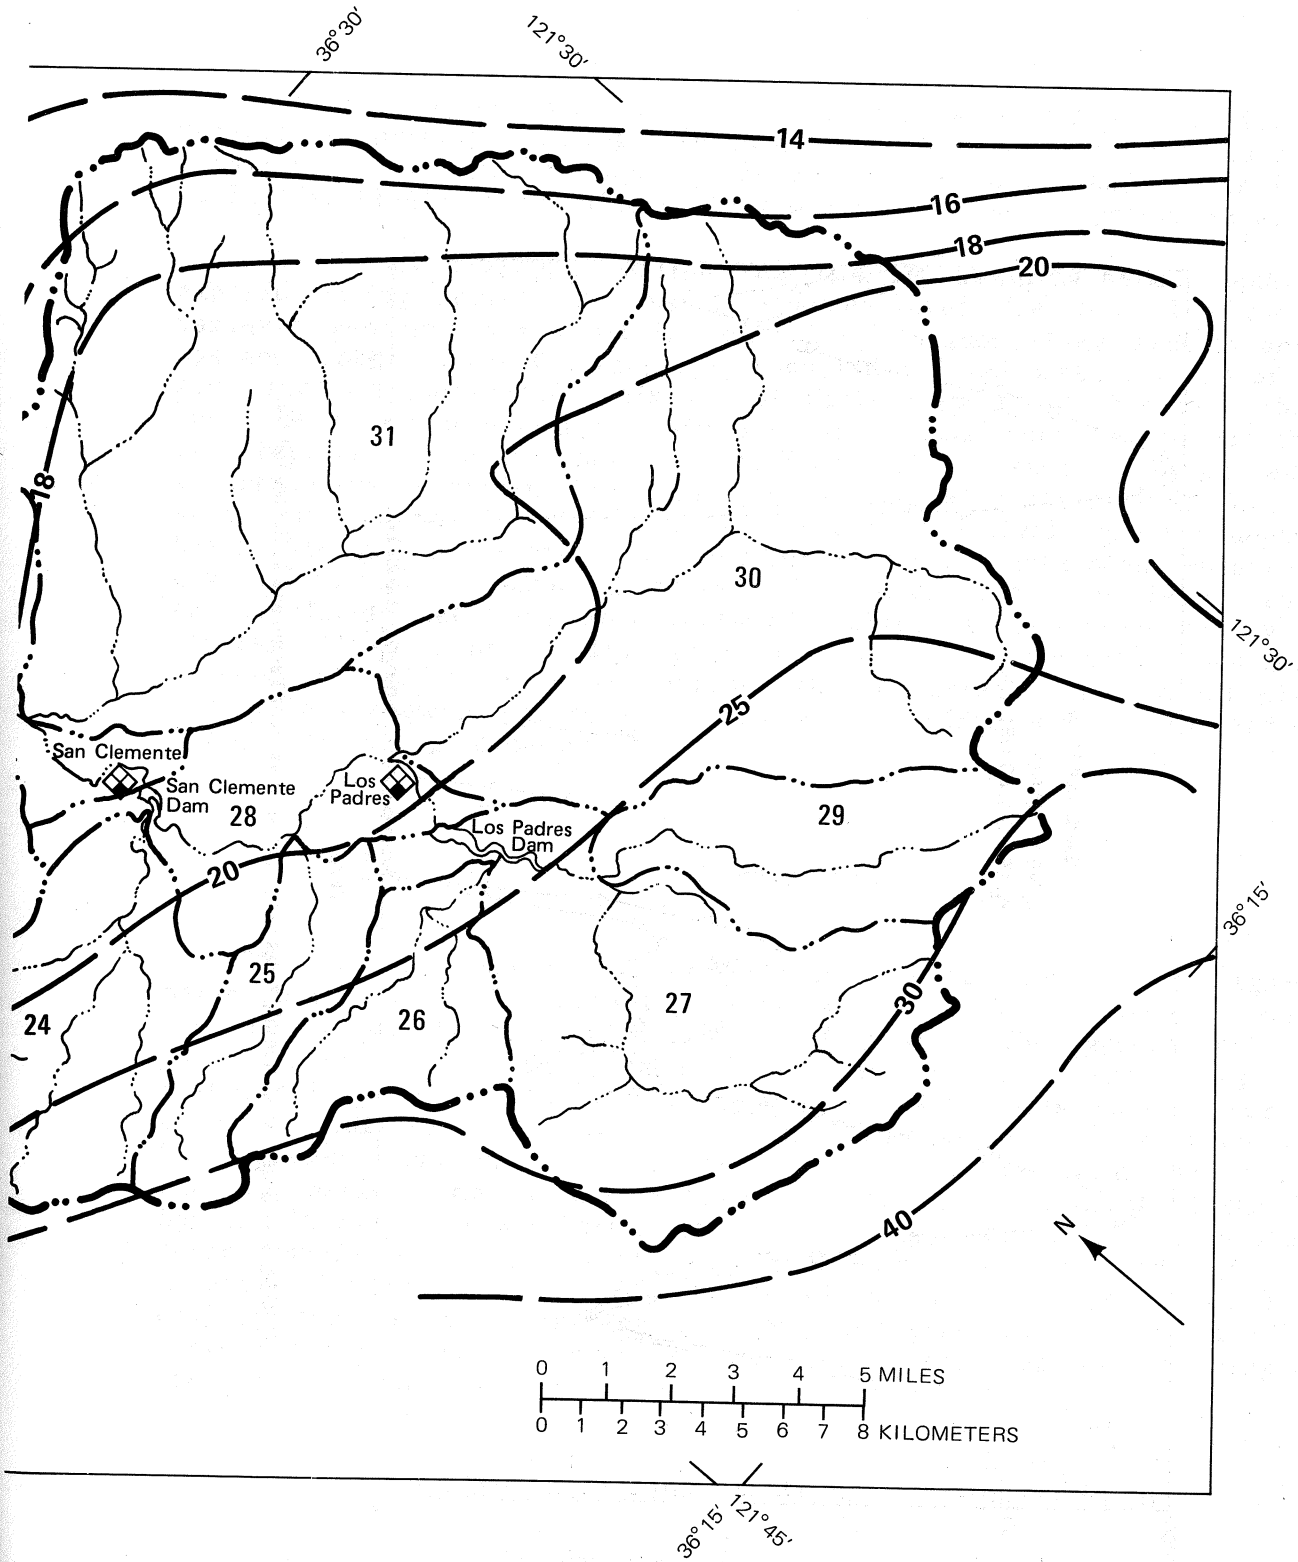 36°30'
121°30'
14
16
18
20
31
18
30
121°30'
25
San Clemente
San Clemente
Dam
Los
Padres
28
29
Los Padres
Dam
20
36°15'
25
30
27
24
26
40
N
0 1 2 3 4 5 MILES
0 1 2 3 4 5 6 7 8 KILOMETERS
36°15'
121°45'